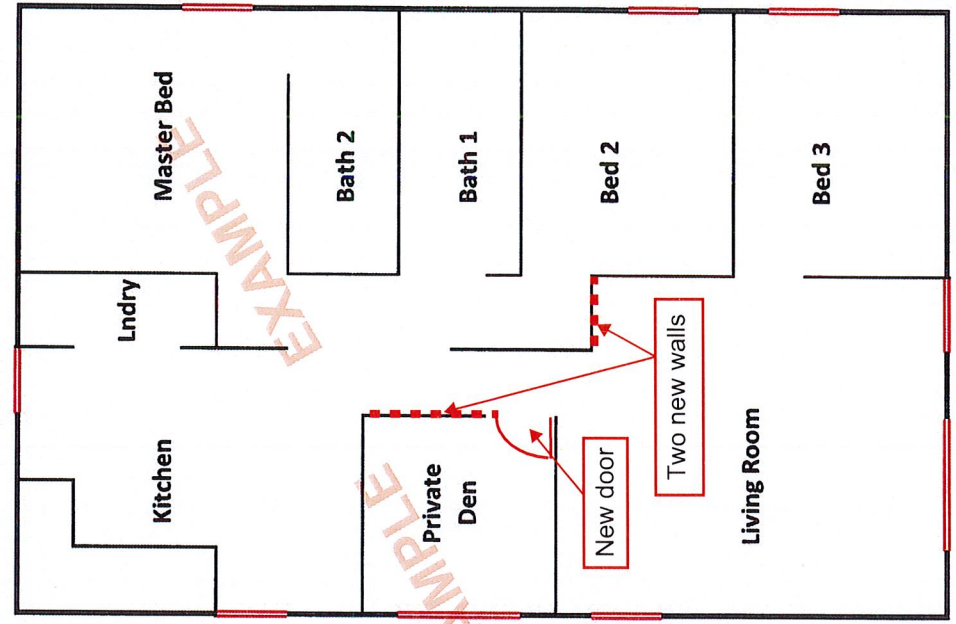 Master Bed
Bath 2
Bath 1
Bed 2
Bed 3
Lndry
Kitchen
Private
Den
Living Room
New door
Two new walls
EXAMPLE
EXAMPLE